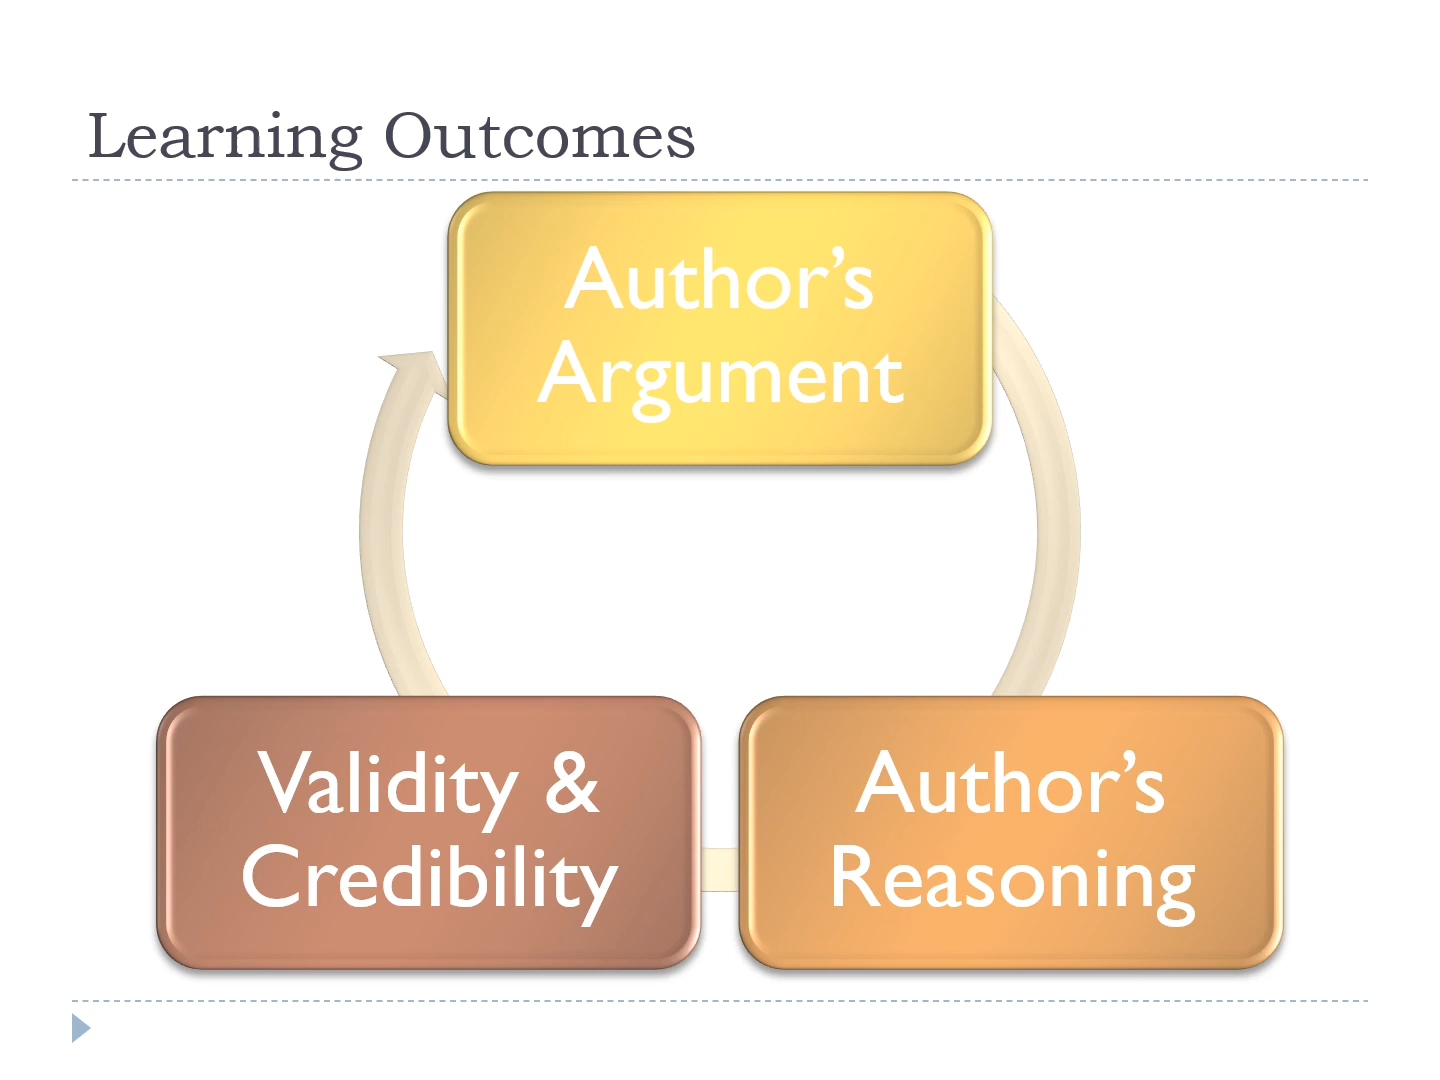 Learning Outcomes
Author’s
Argument
Validity &
Credibility
Author’s
Reasoning